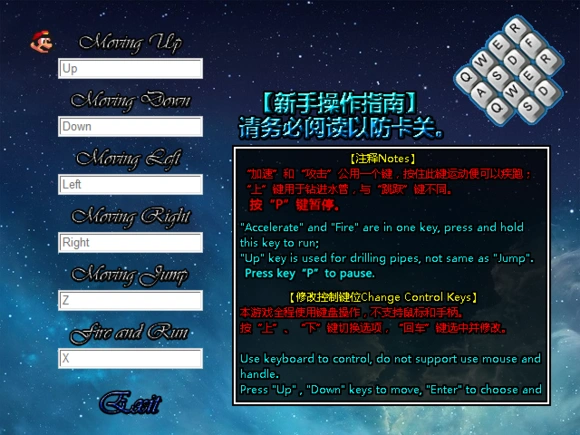 Moving Up
Up
Moving Down
Down
Moving Left
Left
Moving Right
Right
Moving Jump
Z
Fire and Run
X
Exit
QWER
ASDF
QWER
SD
【新手操作指南】
请务必阅读以防卡关。
【注释Notes】
“加速”和“攻击”公用一个键，按住此键运动便可以疾跑；
“上”键用于钻进水管，与“跳跃”键不同。
按“P”键暂停。
"Accelerate" and "Fire" are in one key, press and hold
this key to run;
"Up" key is used for drilling pipes, not same as "Jump".
Press key “P” to pause.
【修改控制键位Change Control Keys】
本游戏全程使用键盘操作，不支持鼠标和手柄。
按“上”、“下”键切换选项，“回车”键选中并修改。
Use keyboard to control, do not support use mouse and
handle.
Press "Up" , "Down" keys to move, "Enter" to choose and